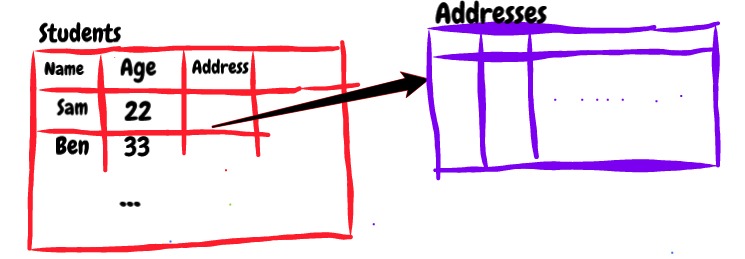 Students
Name Age Address
Sam 22
Ben 33
...
Addresses